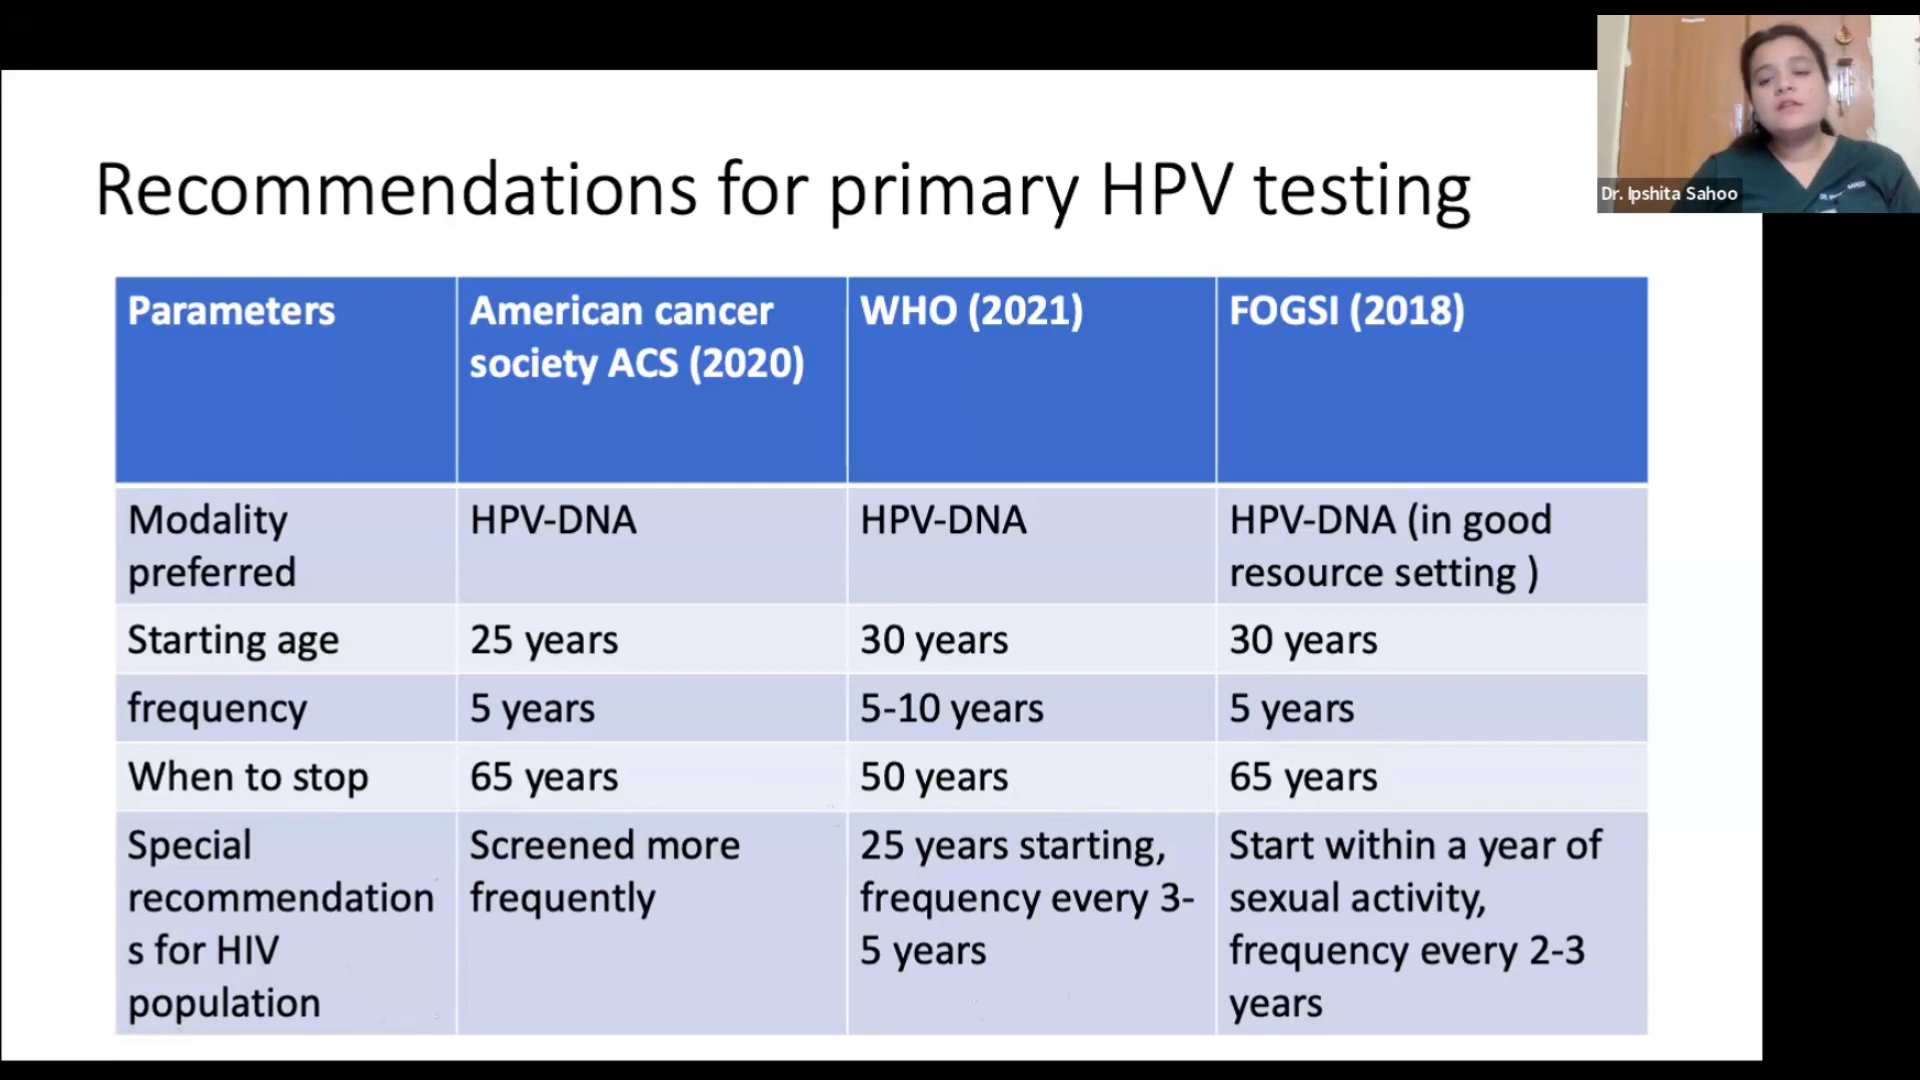 Recommendations for primary HPV testing
Dr. Ipshita Sahoo
Parameters
American cancer
society ACS (2020)
WHO (2021)
FOGSI (2018)
Modality
preferred
HPV-DNA
HPV-DNA
HPV-DNA (in good
resource setting )
Starting age
25 years
30 years
30 years
frequency
5 years
5-10 years
5 years
When to stop
65 years
50 years
65 years
Special
recommendation
s for HIV
population
Screened more
frequently
25 years starting,
frequency every 3-
5 years
Start within a year of
sexual activity,
frequency every 2-3
years